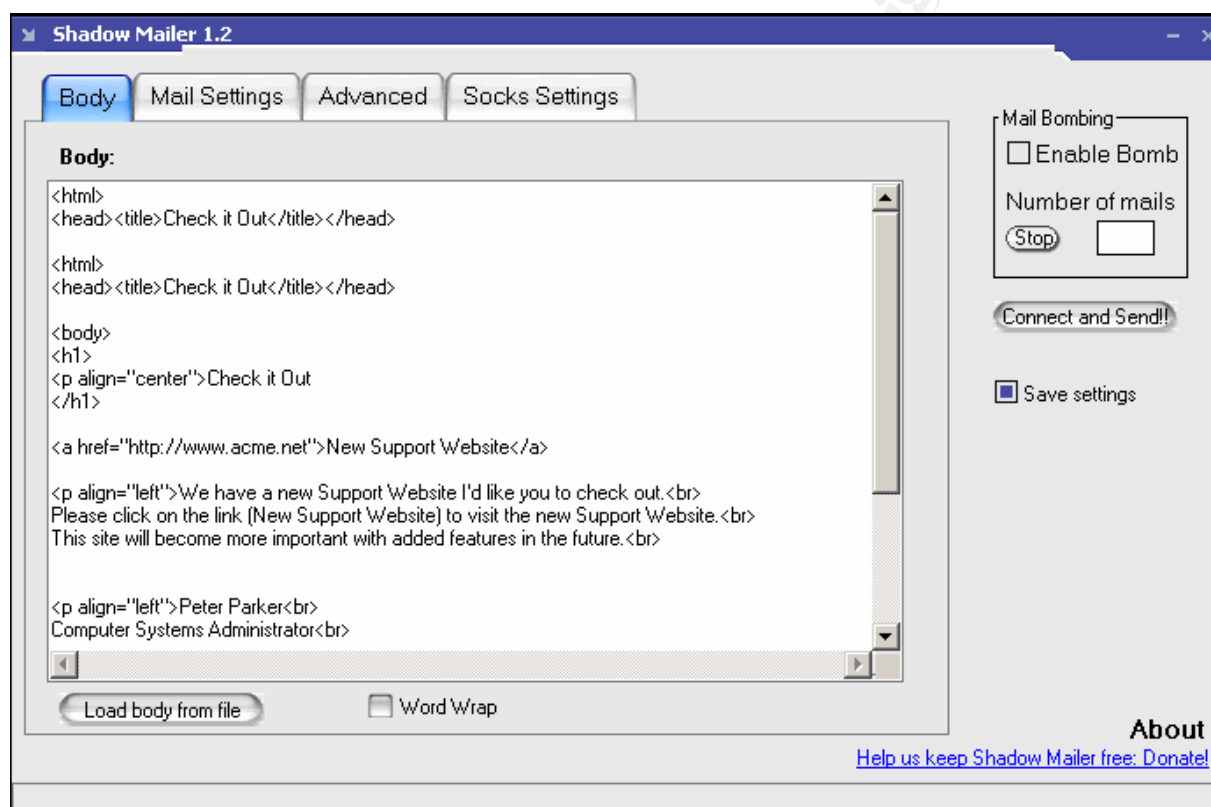 Shadow Mailer 1.2
Body
Mail Settings
Advanced
Socks Settings
Body:
<html>
<head><title>Check it Out</title></head>
<html>
<head><title>Check it Out</title></head>
<body>
<h1>
<p align="center">Check it Out
</h1>
<a href="http://www.acme.net">New Support Website</a>
<p align="left">We have a new Support Website I'd like you to check out.<br>
Please click on the link (New Support Website) to visit the new Support Website.<br>
This site will become more important with added features in the future.<br>
<p align="left">Peter Parker<br>
Computer Systems Administrator<br>
Load body from file
Word Wrap
Mail Bombing
Enable Bomb
Number of mails
Stop
Connect and Send!!
Save settings
About
Help us keep Shadow Mailer free: Donate!